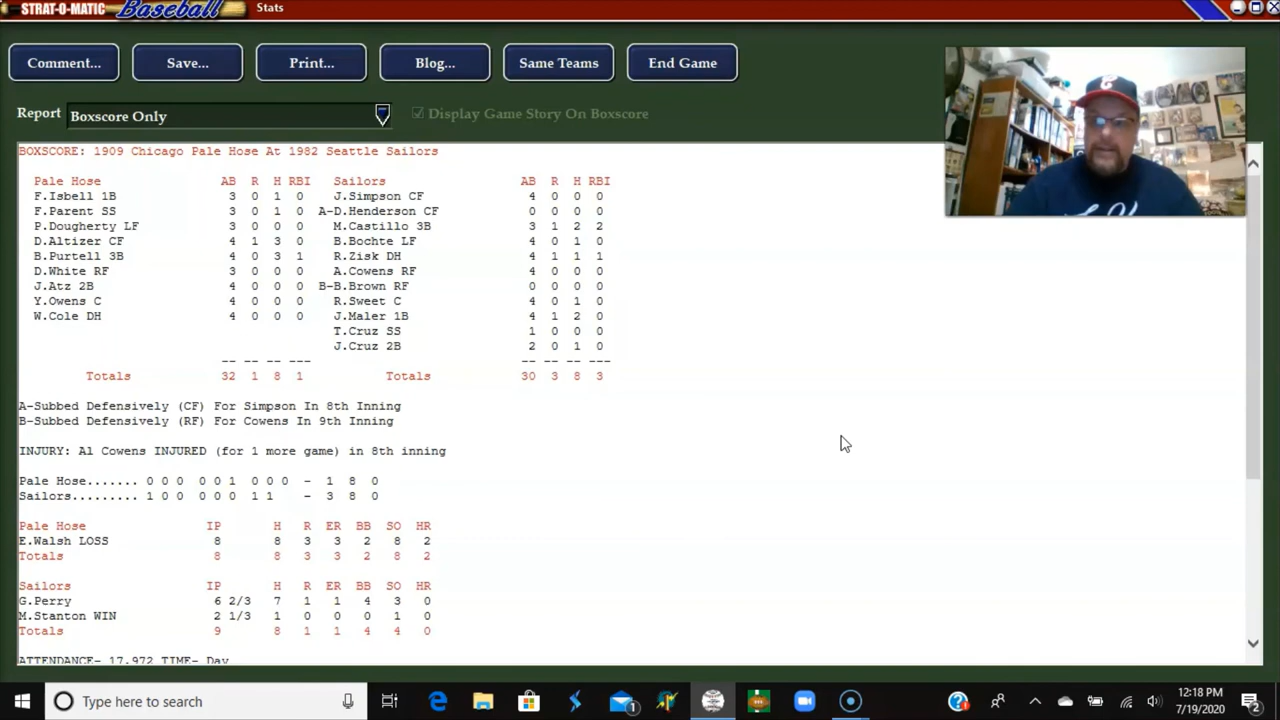 STRAT-O-MATIC Baseball Stats
Comment... Save... Print... Blog... Same Teams End Game
Report Boxscore Only Display Game Story On Boxscore
BOXSCORE: 1909 Chicago Pale Hose At 1982 Seattle Sailors
Pale Hose AB R H RBI Sailors AB R H RBI
F.Isbell 1B 3 0 1 0 J.Simpson CF 4 0 0 0
F.Parent SS 3 0 1 0 A-D.Henderson CF 0 0 0 0
P.Dougherty LF 3 0 0 0 M.Castillo 3B 3 1 2 2
D.Altizer CF 4 1 3 0 B.Bochte LF 4 0 1 0
B.Purtell 3B 4 0 3 1 R.Zisk DH 4 1 1 1
D.White RF 3 0 0 0 A.Cowens RF 4 0 0 0
J.Atz 2B 4 0 0 0 B-B.Brown RF 0 0 0 0
Y.Owens C 4 0 0 0 R.Sweet C 4 0 1 0
W.Cole DH 4 0 0 0 J.Maler 1B 4 1 2 0
T.Cruz SS 1 0 0 0
J.Cruz 2B 2 0 1 0
-- -- -- --- -- -- -- ---
Totals 32 1 8 1 Totals 30 3 8 3
A-Subbed Defensively (CF) For Simpson In 8th Inning
B-Subbed Defensively (RF) For Cowens In 9th Inning
INJURY: Al Cowens INJURED (for 1 more game) in 8th inning
Pale Hose....... 0 0 0 0 0 1 0 0 0 - 1 8 0
Sailors......... 1 0 0 0 0 0 1 1 - 3 8 0
Pale Hose IP H R ER BB SO HR
E.Walsh LOSS 8 8 3 3 2 8 2
Totals 8 8 3 3 2 8 2
Sailors IP H R ER BB SO HR
G.Perry 6 2/3 7 1 1 4 3 0
M.Stanton WIN 2 1/3 1 0 0 0 1 0
Totals 9 8 1 1 4 4 0
ATTENDANCE- 17,972 TIME- Day
Type here to search
12:18 PM
7/19/2020